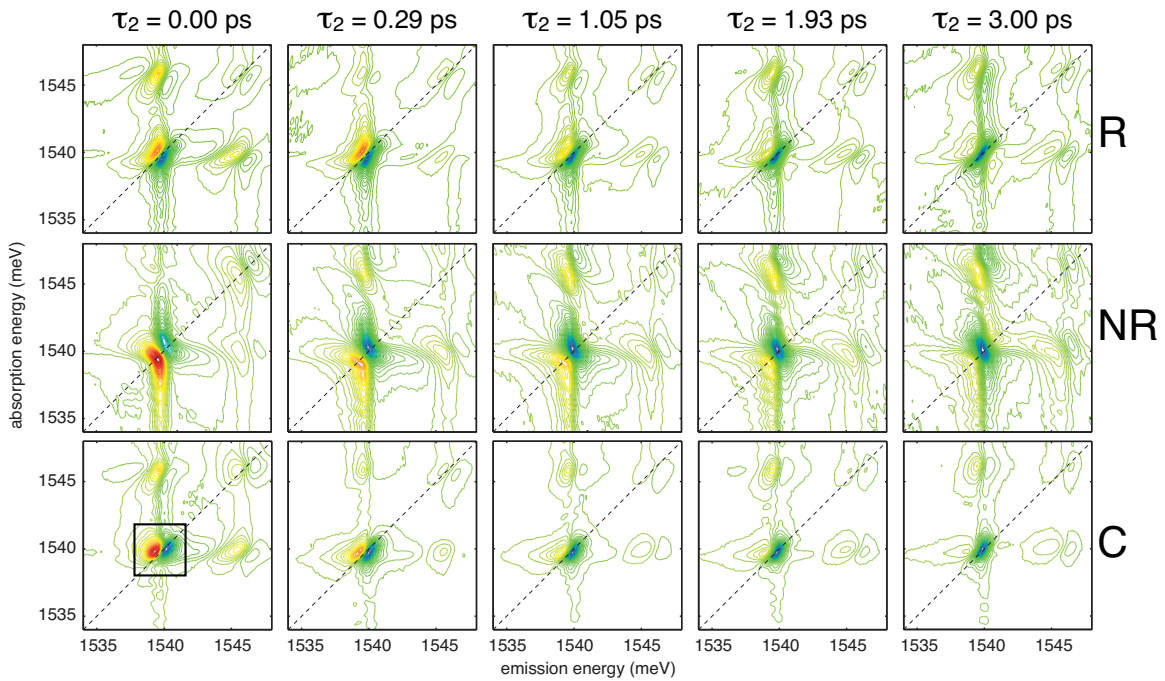 τ₂ = 0.00 ps τ₂ = 0.29 ps τ₂ = 1.05 ps τ₂ = 1.93 ps τ₂ = 3.00 ps
1545
1540
1535
R
1545
1540
1535
NR
absorption energy (meV)
1545
1540
1535
C
1535 1540 1545 1535 1540 1545 1535 1540 1545 1535 1540 1545 1535 1540 1545
emission energy (meV)